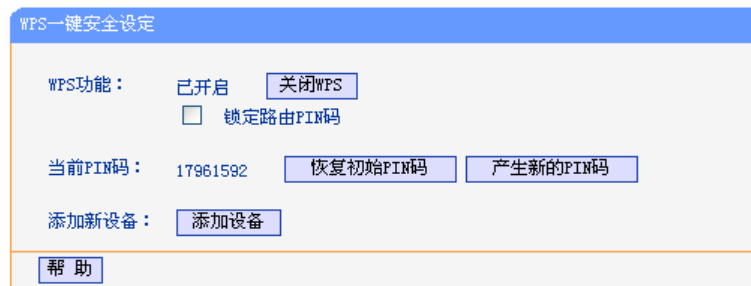 WPS一键安全设定
WPS功能： 已开启 关闭WPS
锁定路由PIN码
当前PIN码： 17961592 恢复初始PIN码 产生新的PIN码
添加新设备： 添加设备
帮 助